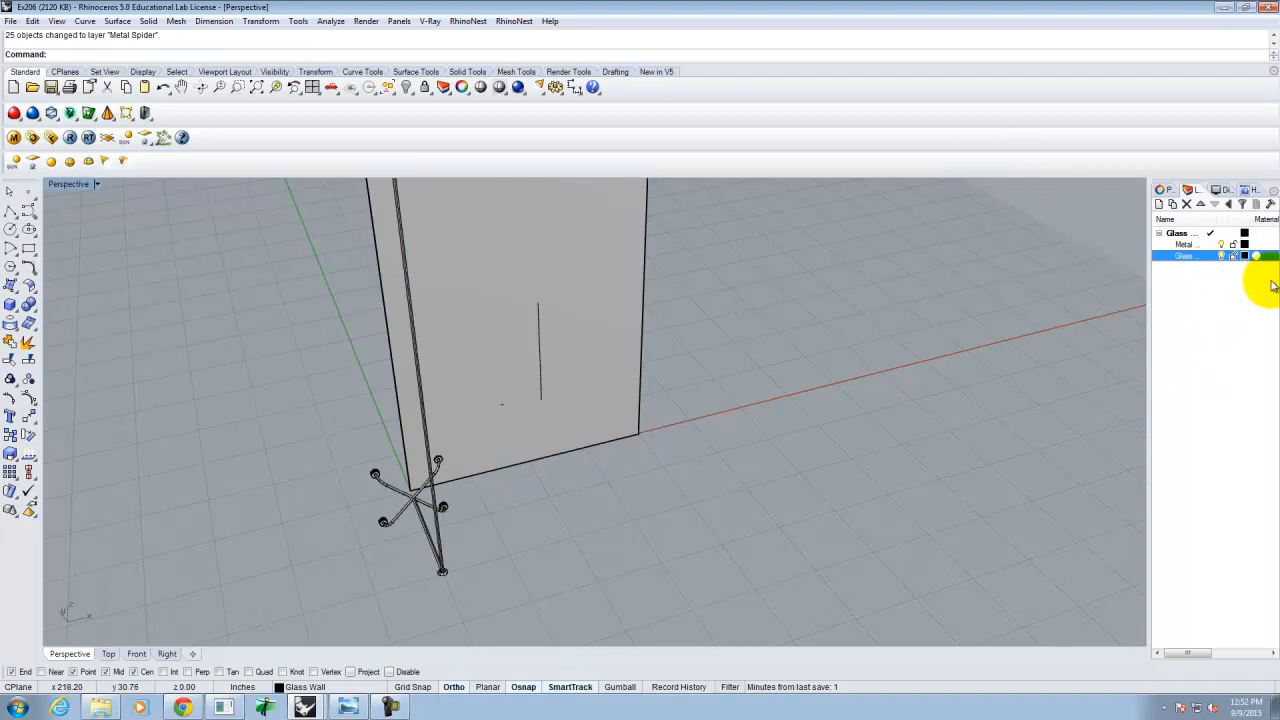 Ex206 (2120 KB) - Rhinoceros 5.0 Educational Lab License - [Perspective]
File Edit View Curve Surface Solid Mesh Dimension Transform Tools Analyze Render Panels V-Ray RhinoNest RhinoNest Help
25 objects changed to layer "Metal Spider".
Command:
Standard CPlanes Set View Display Select Viewport Layout Visibility Transform Curve Tools Surface Tools Solid Tools Mesh Tools Render Tools Drafting New in V5
M R RT SUN
SUN
Perspective
P... L... Di... H...
Name Material
Glass ...
Metal ...
Glass ...
z
y x
Perspective Top Front Right
End Near Point Mid Cen Int Perp Tan Quad Knot Vertex Project Disable
CPlane x 218.20 y 30.76 z 0.00 Inches Glass Wall Grid Snap Ortho Planar Osnap SmartTrack Gumball Record History Filter Minutes from last save: 1
12:52 PM
9/9/2015